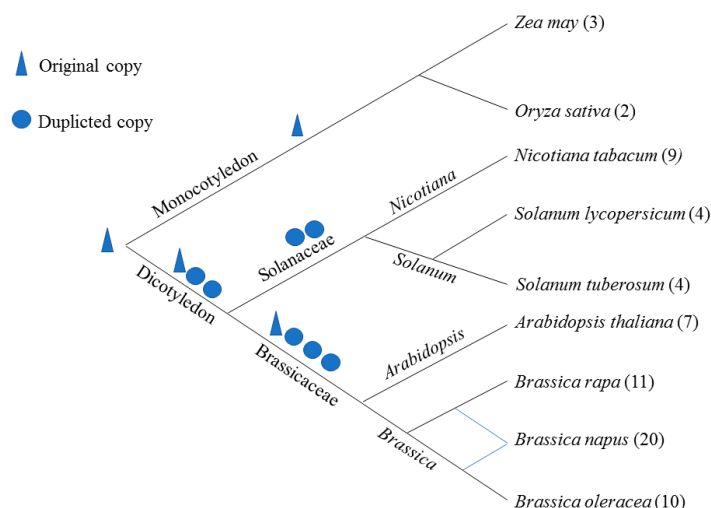 Zea may (3)
Original copy
Duplicted copy
Oryza sativa (2)
Monocotyledon
Nicotiana tabacum (9)
Nicotiana
Solanum lycopersicum (4)
Solanaceae
Solanum
Dicotyledon
Solanum tuberosum (4)
Arabidopsis thaliana (7)
Arabidopsis
Brassicaceae
Brassica rapa (11)
Brassica napus (20)
Brassica
Brassica oleracea (10)